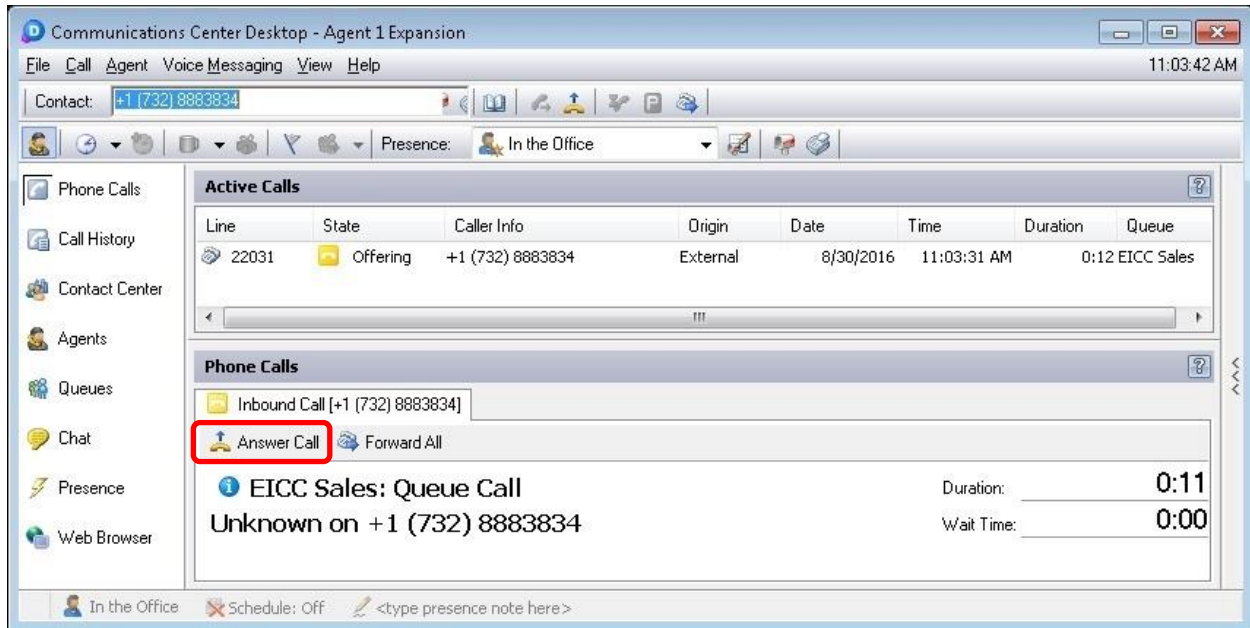 Communications Center Desktop - Agent 1 Expansion
File Call Agent Voice Messaging View Help 11:03:42 AM
Contact: +1 (732) 8883834
Presence: In the Office
Phone Calls
Call History
Contact Center
Agents
Queues
Chat
Presence
Web Browser
Active Calls
Line State Caller Info Origin Date Time Duration Queue
22031 Offering +1 (732) 8883834 External 8/30/2016 11:03:31 AM 0:12 EICC Sales
Phone Calls
Inbound Call [+1 (732) 8883834]
Answer Call Forward All
EICC Sales: Queue Call Duration: 0:11
Unknown on +1 (732) 8883834 Wait Time: 0:00
In the Office Schedule: Off <type presence note here>